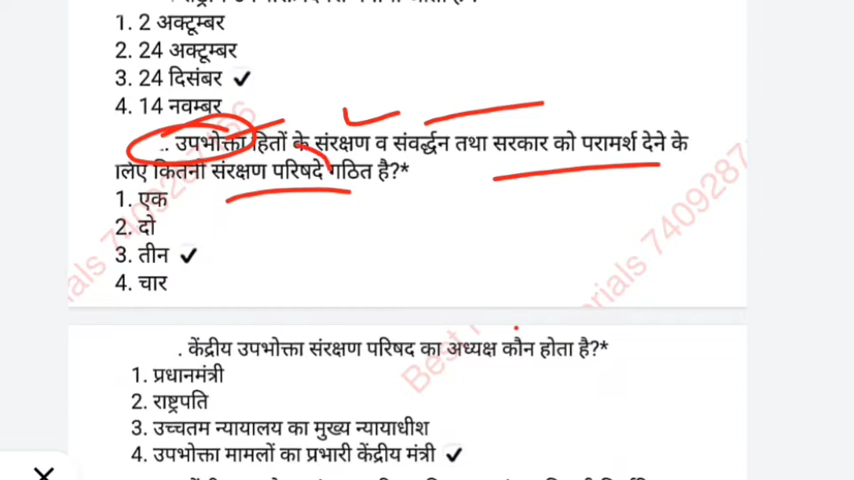 1. 2 अक्टूम्बर
2. 24 अक्टूम्बर
3. 24 दिसंबर ✓
4. 14 नवम्बर
.. उपभोक्ता हितों के संरक्षण व संवर्द्धन तथा सरकार को परामर्श देने के
लिए कितनी संरक्षण परिषदे गठित है?*
1. एक
2. दो
3. तीन ✓
4. चार
. केंद्रीय उपभोक्ता संरक्षण परिषद का अध्यक्ष कौन होता है?*
1. प्रधानमंत्री
2. राष्ट्रपति
3. उच्चतम न्यायालय का मुख्य न्यायाधीश
4. उपभोक्ता मामलों का प्रभारी केंद्रीय मंत्री ✓